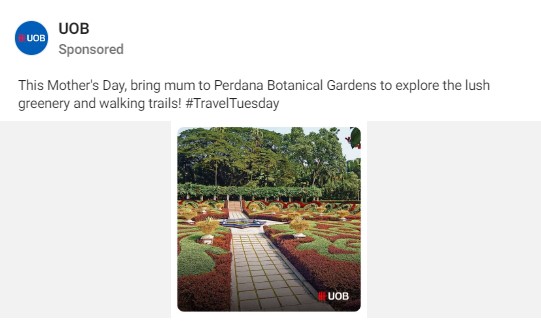 UOB
UOB
Sponsored
This Mother's Day, bring mum to Perdana Botanical Gardens to explore the lush
greenery and walking trails! #TravelTuesday
UOB